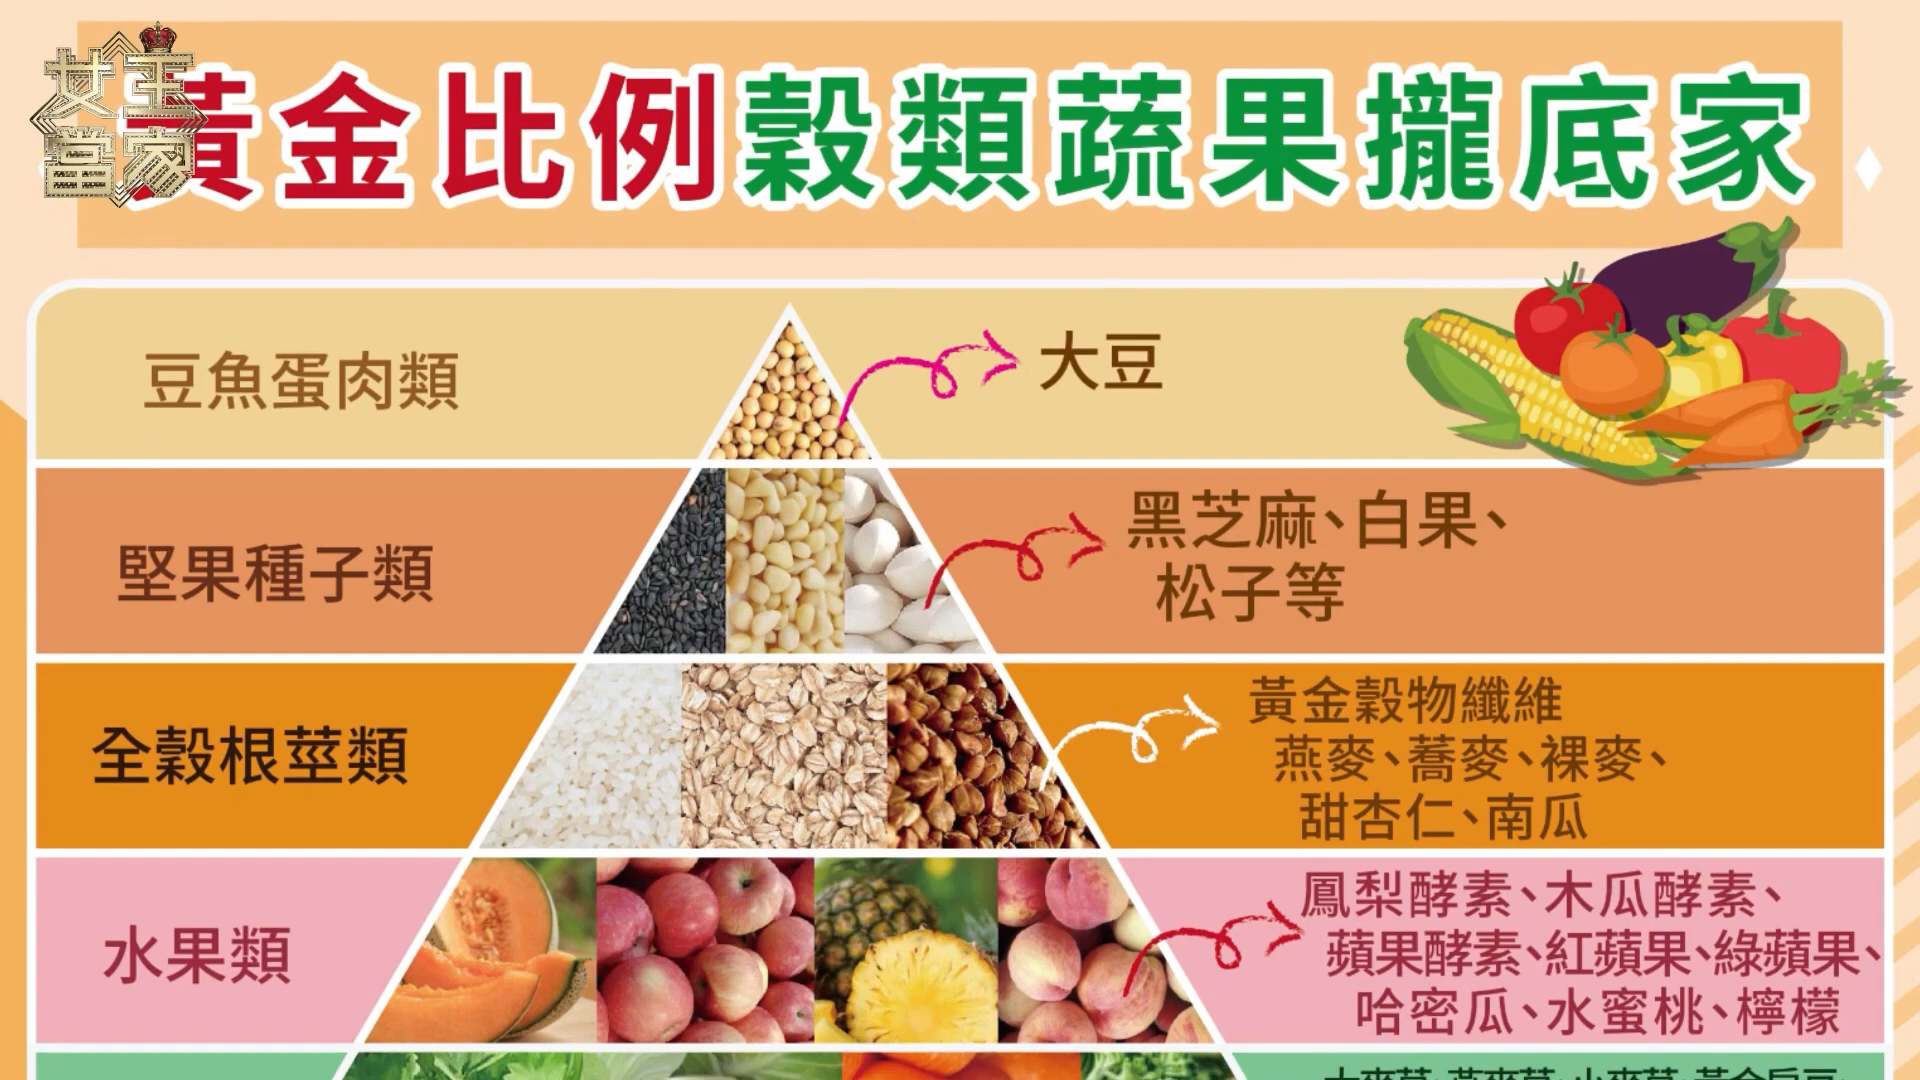 女王
當家
黃金比例穀類蔬果攏底家
豆魚蛋肉類
大豆
堅果種子類
黑芝麻、白果、
松子等
全穀根莖類
黃金穀物纖維
燕麥、蕎麥、裸麥、
甜杏仁、南瓜
水果類
鳳梨酵素、木瓜酵素、
蘋果酵素、紅蘋果、綠蘋果、
哈密瓜、水蜜桃、檸檬